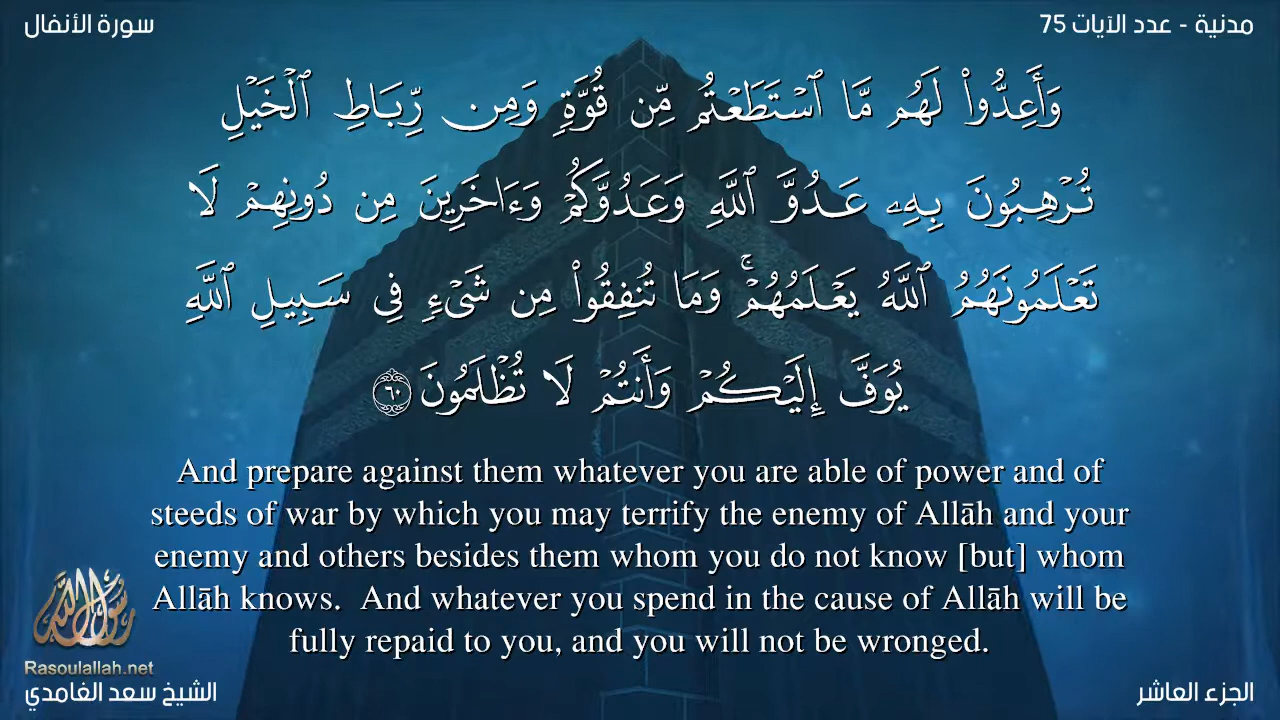 سورة الأنفال
مدنية - عدد الآيات 75
وَأَعِدُّوا۟ لَهُم مَّا ٱسْتَطَعْتُم مِّن قُوَّةٍ وَمِن رِّبَاطِ ٱلْخَيْلِ
تُرْهِبُونَ بِهِۦ عَدُوَّ ٱللَّهِ وَعَدُوَّكُمْ وَءَاخَرِينَ مِن دُونِهِمْ لَا
تَعْلَمُونَهُمُ ٱللَّهُ يَعْلَمُهُمْ ۚ وَمَا تُنفِقُوا۟ مِن شَىْءٍ فِى سَبِيلِ ٱللَّهِ
يُوَفَّ إِلَيْكُمْ وَأَنتُمْ لَا تُظْلَمُونَ ٦٠
And prepare against them whatever you are able of power and of
steeds of war by which you may terrify the enemy of Allāh and your
enemy and others besides them whom you do not know [but] whom
Allāh knows.  And whatever you spend in the cause of Allāh will be
fully repaid to you, and you will not be wronged.
رسول الله
Rasoulallah.net
الشيخ سعد الغامدي
الجزء العاشر